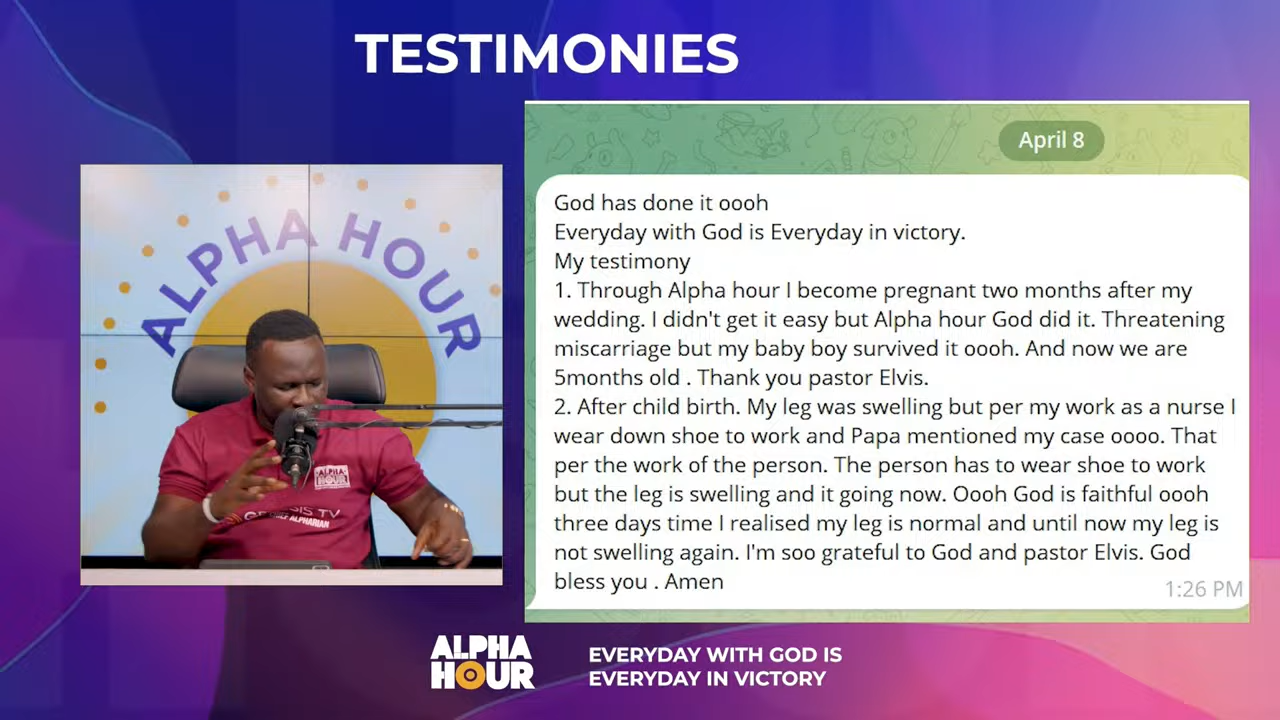 TESTIMONIES
ALPHA HOUR
ALPHA-
HOUR
SIS TV
CHIEF ALPHARIAN
April 8
God has done it oooh
Everyday with God is Everyday in victory.
My testimony
1. Through Alpha hour I become pregnant two months after my
wedding. I didn't get it easy but Alpha hour God did it. Threatening
miscarriage but my baby boy survived it oooh. And now we are
5months old . Thank you pastor Elvis.
2. After child birth. My leg was swelling but per my work as a nurse I
wear down shoe to work and Papa mentioned my case oooo. That
per the work of the person. The person has to wear shoe to work
but the leg is swelling and it going now. Oooh God is faithful oooh
three days time I realised my leg is normal and until now my leg is
not swelling again. I'm soo grateful to God and pastor Elvis. God
bless you . Amen
1:26 PM
ALPHA
HOUR
EVERYDAY WITH GOD IS
EVERYDAY IN VICTORY